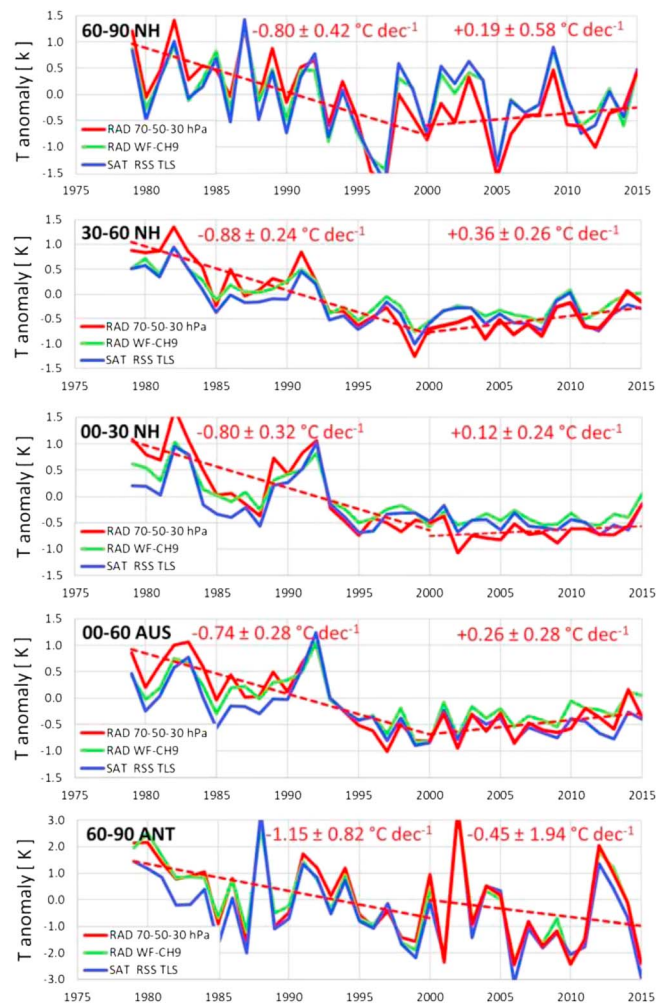 60-90 NH
-0.80 ± 0.42 °C dec-1
+0.19 ± 0.58 °C dec-1
T anomaly [ K ]
1.5
1.0
0.5
0.0
-0.5
-1.0
-1.5
RAD 70-50-30 hPa
RAD WF-CH9
SAT RSS TLS
1975 1980 1985 1990 1995 2000 2005 2010 2015
30-60 NH
-0.88 ± 0.24 °C dec-1
+0.36 ± 0.26 °C dec-1
T anomaly [ K ]
1.5
1.0
0.5
0.0
-0.5
-1.0
-1.5
RAD 70-50-30 hPa
RAD WF-CH9
SAT RSS TLS
1975 1980 1985 1990 1995 2000 2005 2010 2015
00-30 NH
-0.80 ± 0.32 °C dec-1
+0.12 ± 0.24 °C dec-1
T anomaly [ K ]
1.5
1.0
0.5
0.0
-0.5
-1.0
-1.5
RAD 70-50-30 hPa
RAD WF-CH9
SAT RSS TLS
1975 1980 1985 1990 1995 2000 2005 2010 2015
00-60 AUS
-0.74 ± 0.28 °C dec-1
+0.26 ± 0.28 °C dec-1
T anomaly [ K ]
1.5
1.0
0.5
0.0
-0.5
-1.0
-1.5
RAD 70-50-30 hPa
RAD WF-CH9
SAT RSS TLS
1975 1980 1985 1990 1995 2000 2005 2010 2015
60-90 ANT
-1.15 ± 0.82 °C dec-1
-0.45 ± 1.94 °C dec-1
T anomaly [ K ]
3.0
2.0
1.0
0.0
-1.0
-2.0
-3.0
RAD 70-50-30 hPa
RAD WF-CH9
SAT RSS TLS
1975 1980 1985 1990 1995 2000 2005 2010 2015